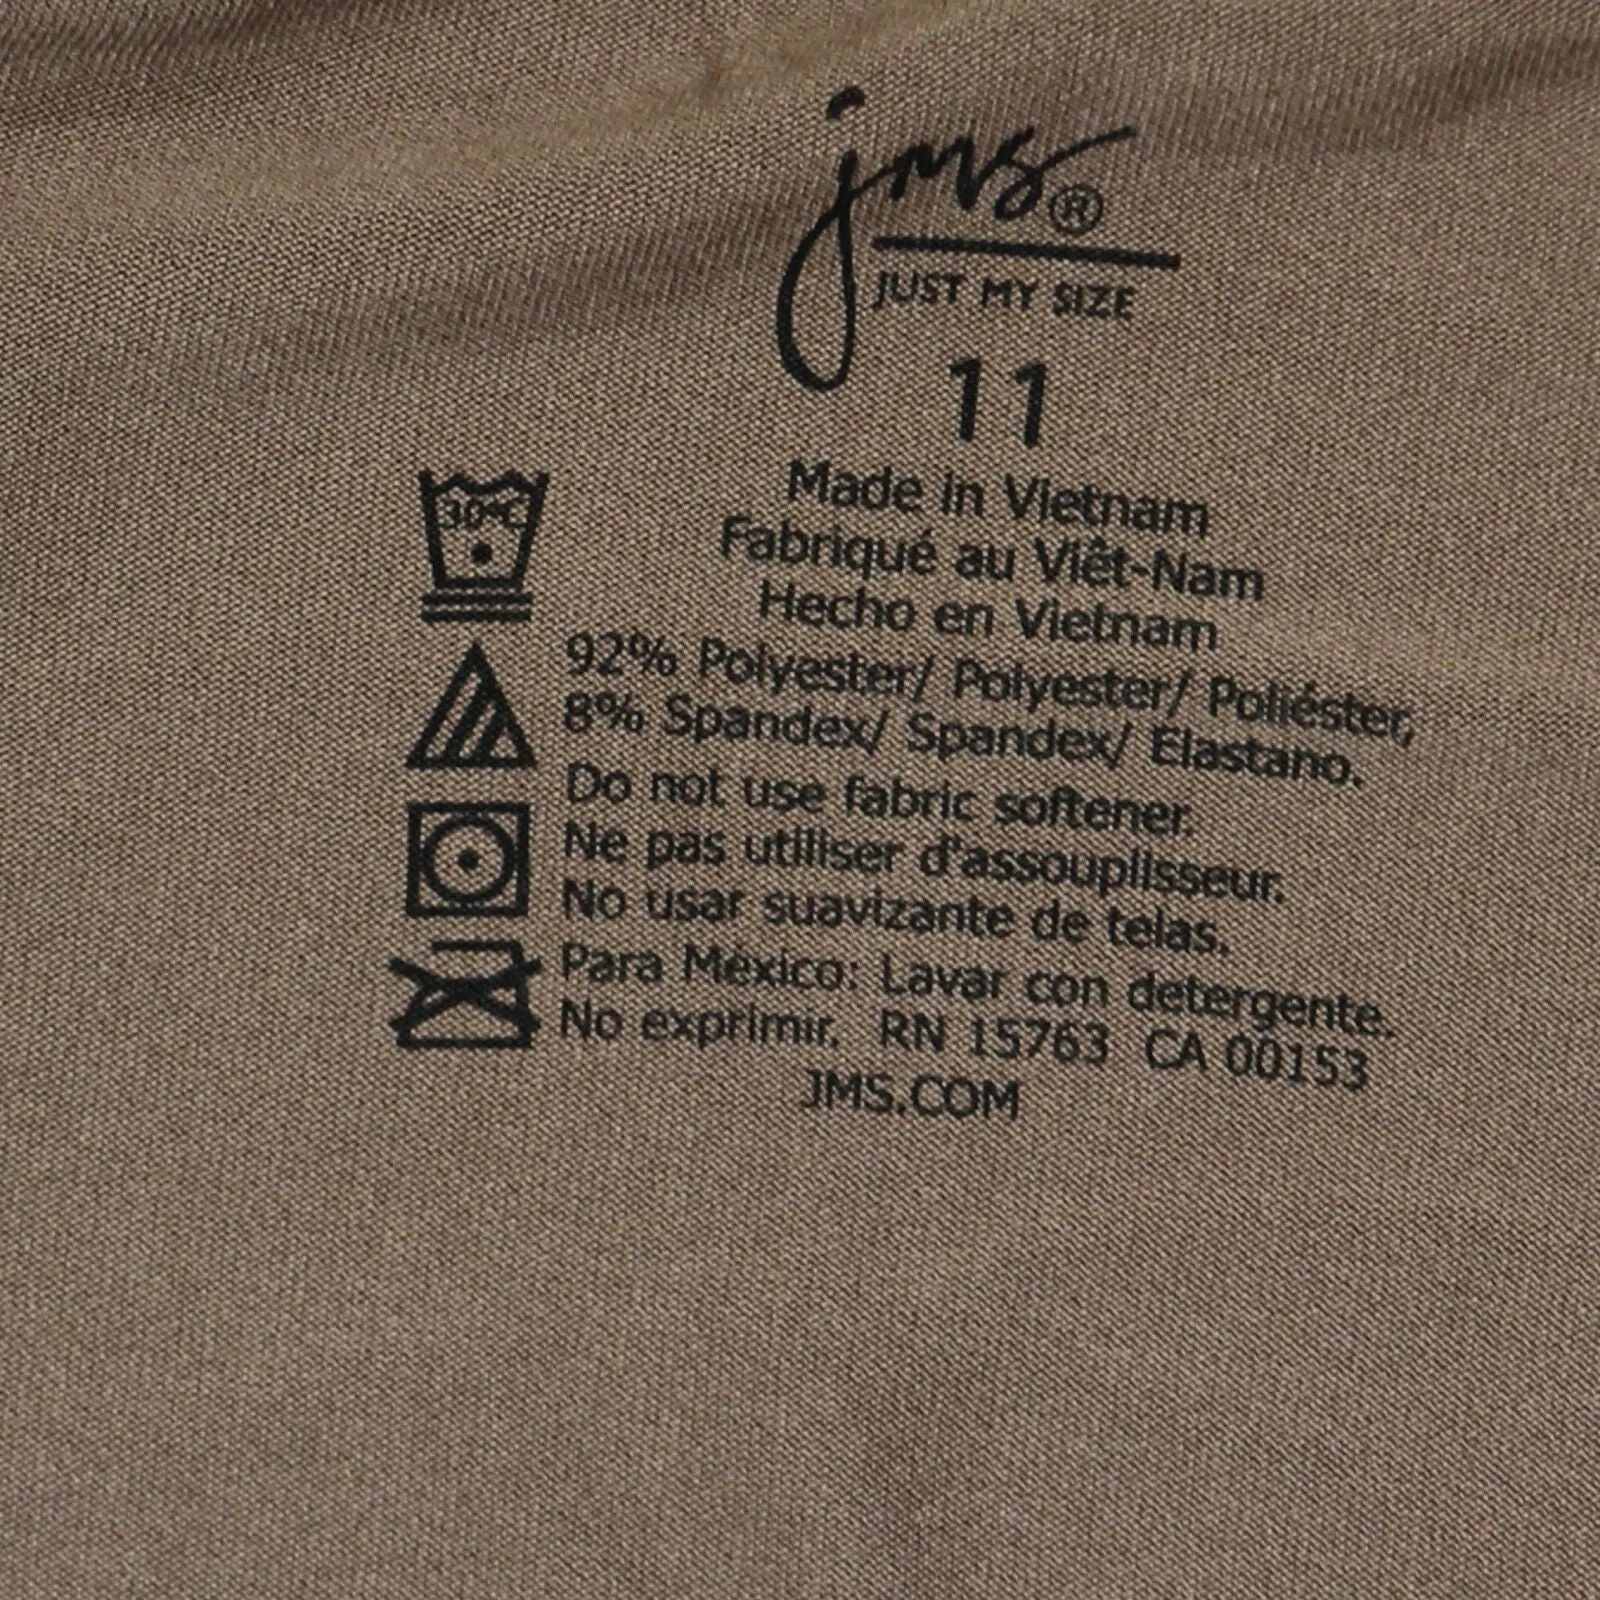 jms®
JUST MY SIZE
11
Made in Vietnam
Fabriqué au Viêt-Nam
Hecho en Vietnam
30°C
92% Polyester/ Polyester/ Poliéster,
8% Spandex/ Spandex/ Elastano.
Do not use fabric softener.
Ne pas utiliser d'assouplisseur.
No usar suavizante de telas.
Para México: Lavar con detergente.
No exprimir. RN 15763 CA 00153
JMS.COM